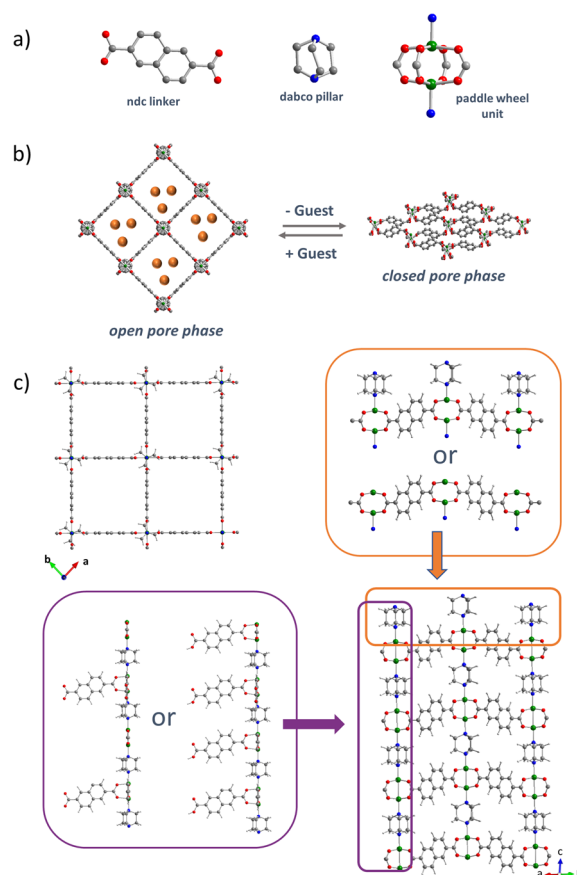 a)
ndc linker
dabco pillar
paddle wheel
unit
b)
- Guest
+ Guest
open pore phase
closed pore phase
c)
or
b
a
or
c
a